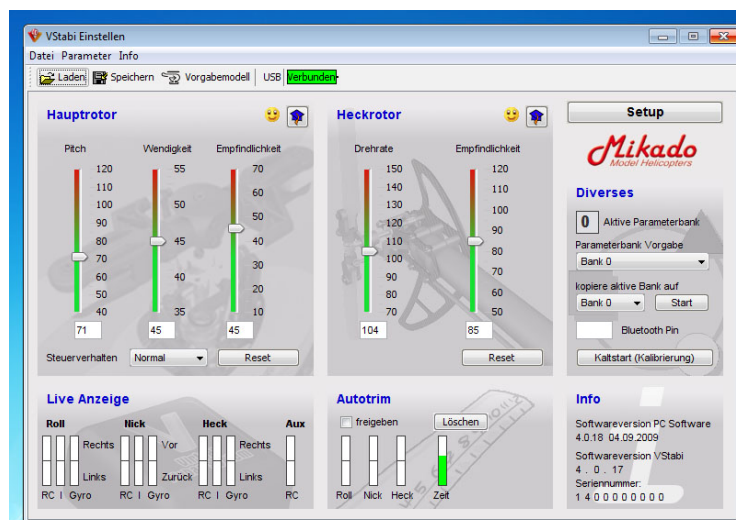 VStabi Einstellen
Datei Parameter Info
Laden Speichern Vorgabemodell USB Verbunden
Hauptrotor
Pitch Wendigkeit Empfindlichkeit
120 55 70
110 60
100 50 50
90
80 45 40
70
60 40 30
50 20
40 35 10
71 45 45
Steuerverhalten Normal Reset
Heckrotor
Drehrate Empfindlichkeit
150 120
140 110
130 100
120 90
110
100 80
90 70
80 60
70 50
104 85
Reset
Setup
Mikado
Model Helicopters
Diverses
0 Aktive Parameterbank
Parameterbank Vorgabe
Bank 0
kopiere aktive Bank auf
Bank 0 Start
Bluetooth Pin
Kaltstart (Kalibrierung)
Live Anzeige
Roll Nick Heck Aux
Rechts Vor Rechts
Links Zurück Links
RC I Gyro RC I Gyro RC I Gyro RC
Autotrim
freigeben Löschen
Roll Nick Heck Zeit
Info
Softwareversion PC Software
4.0.18 04.09.2009
Softwareversion VStabi
4 . 0 . 17
Seriennummer:
1 4 0 0 0 0 0 0 0 0